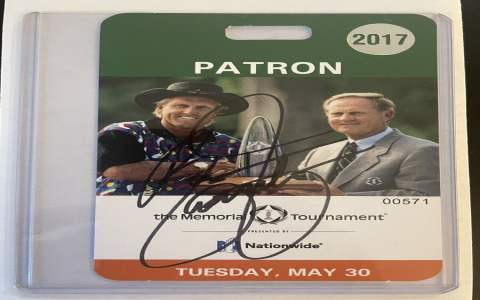 2017
PATRON
00571
the Memorial Tournament
PRESENTED BY
Nationwide®
TUESDAY, MAY 30